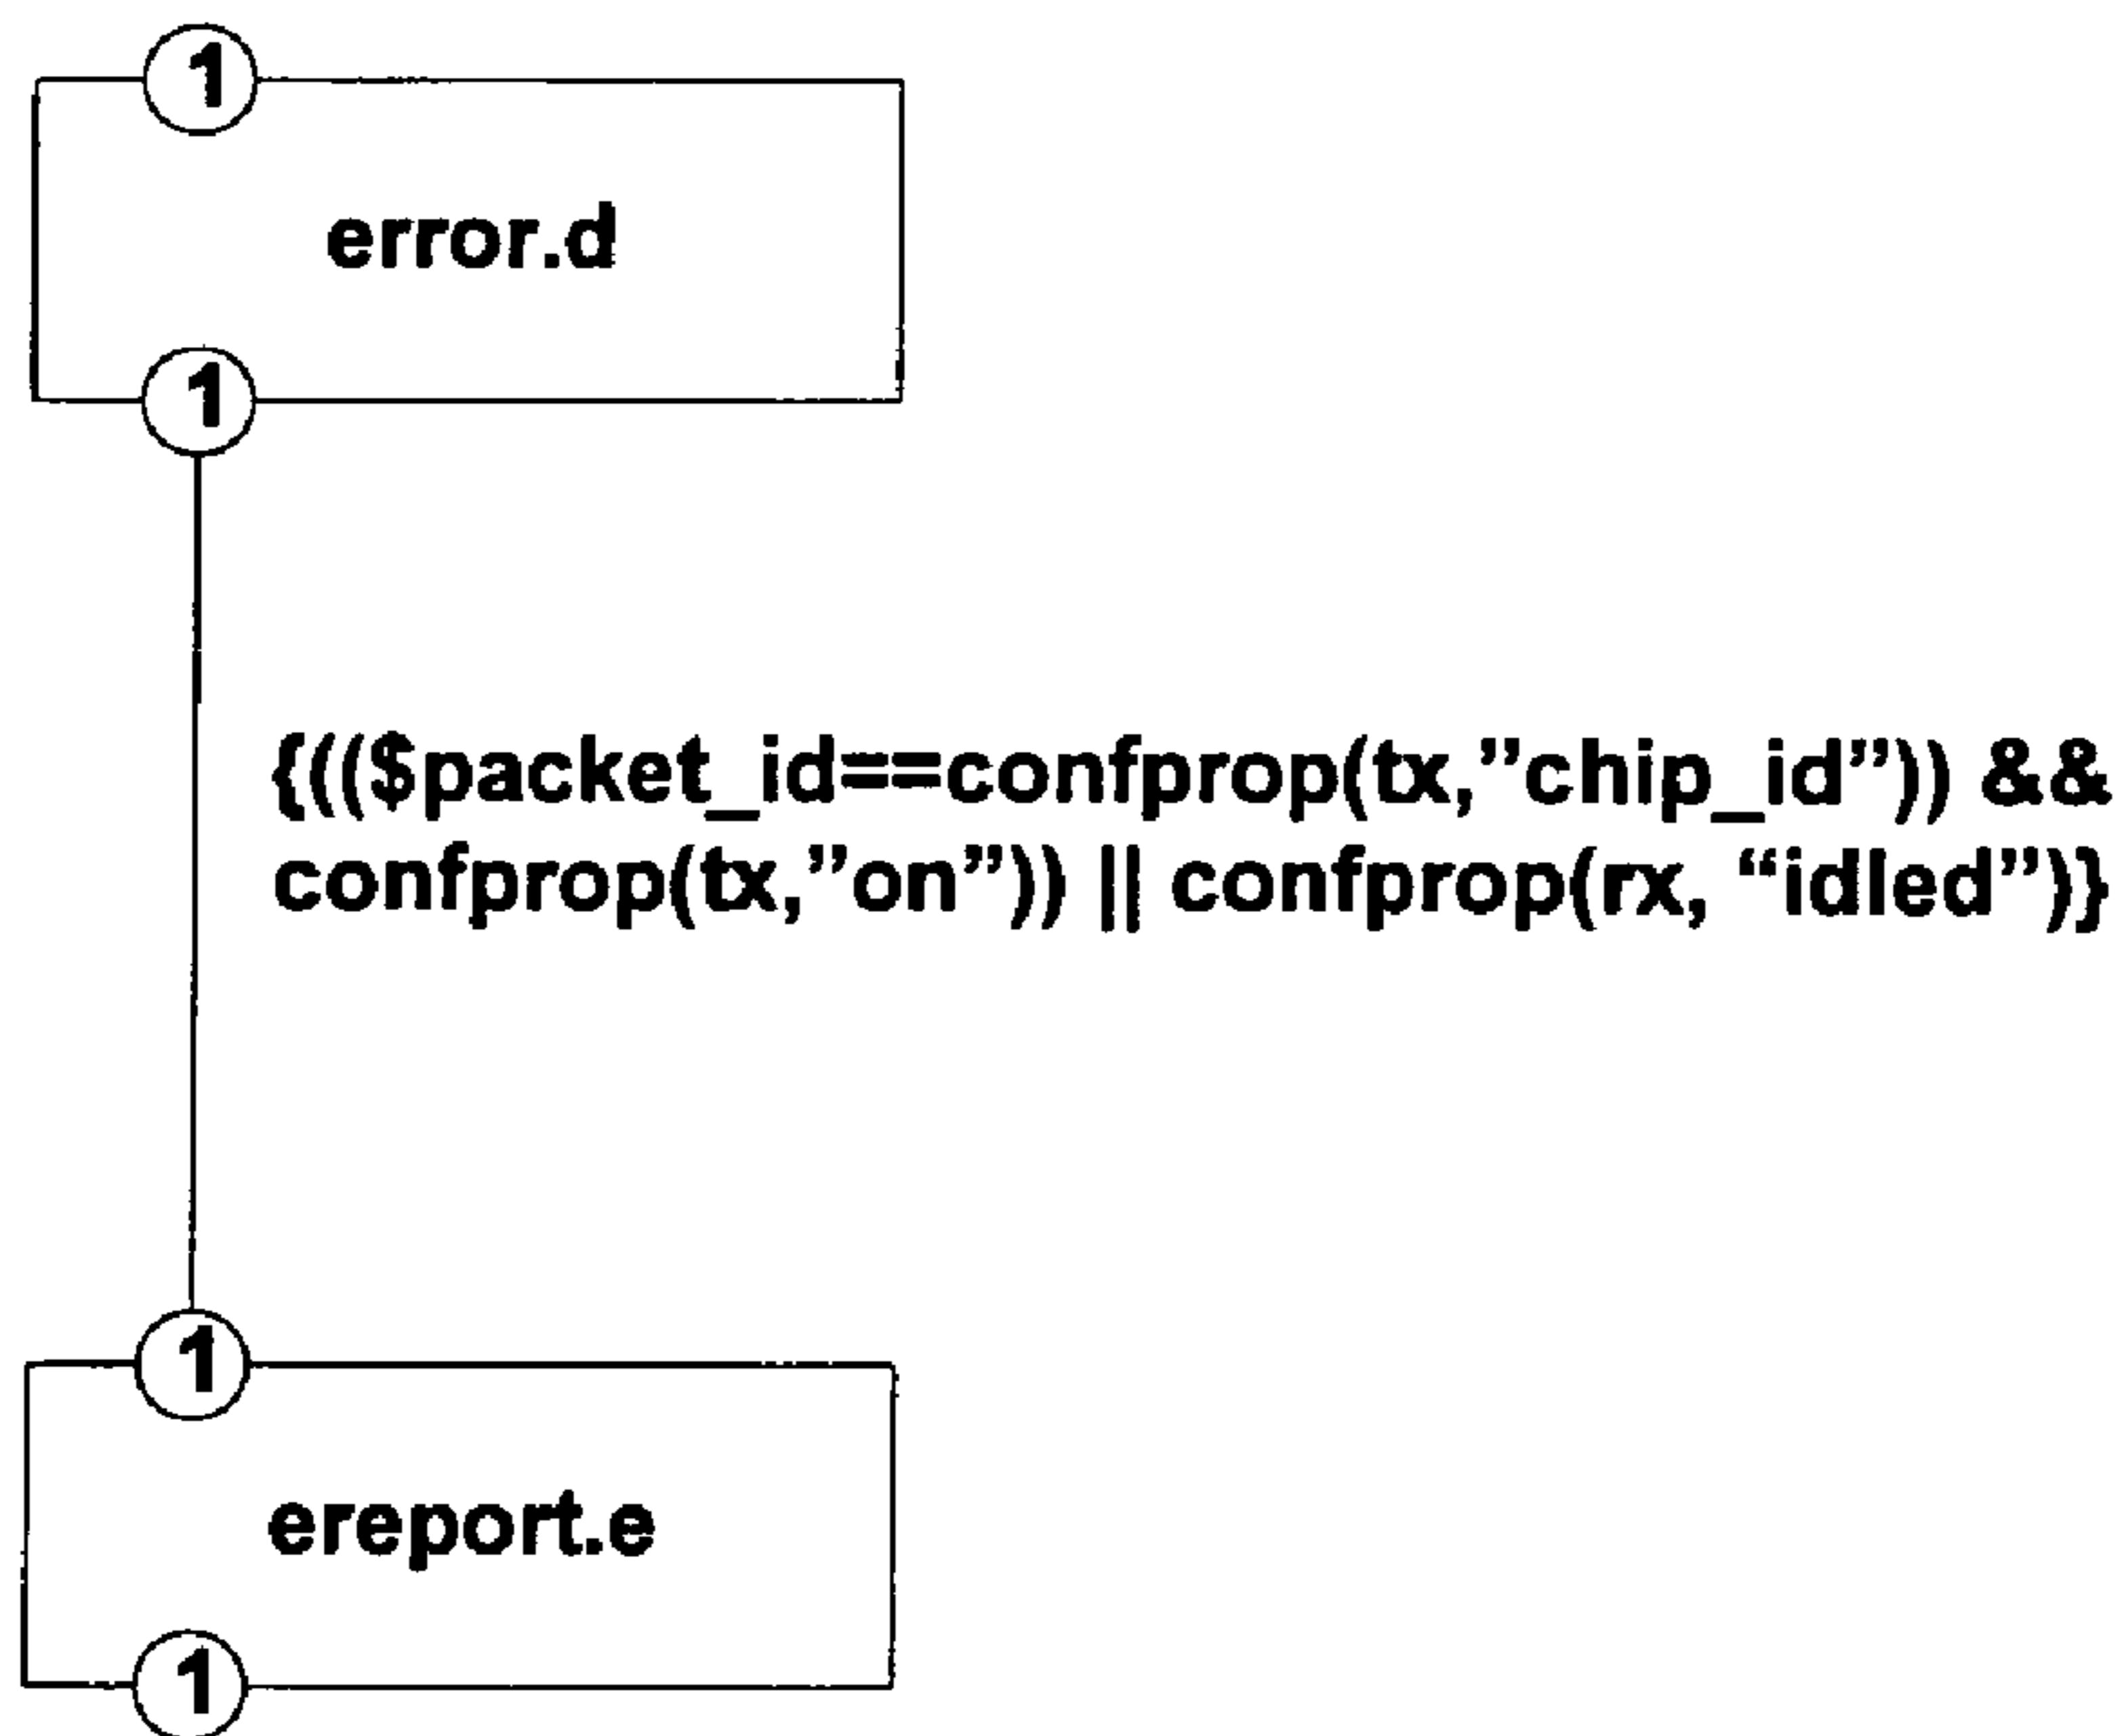 1
error.d
1
{(($packet_id==confprop(tx,”chip_id”)) &&
confprop(tx,”on”)) || confprop(rx, “idled”)}
1
ereport.e
1